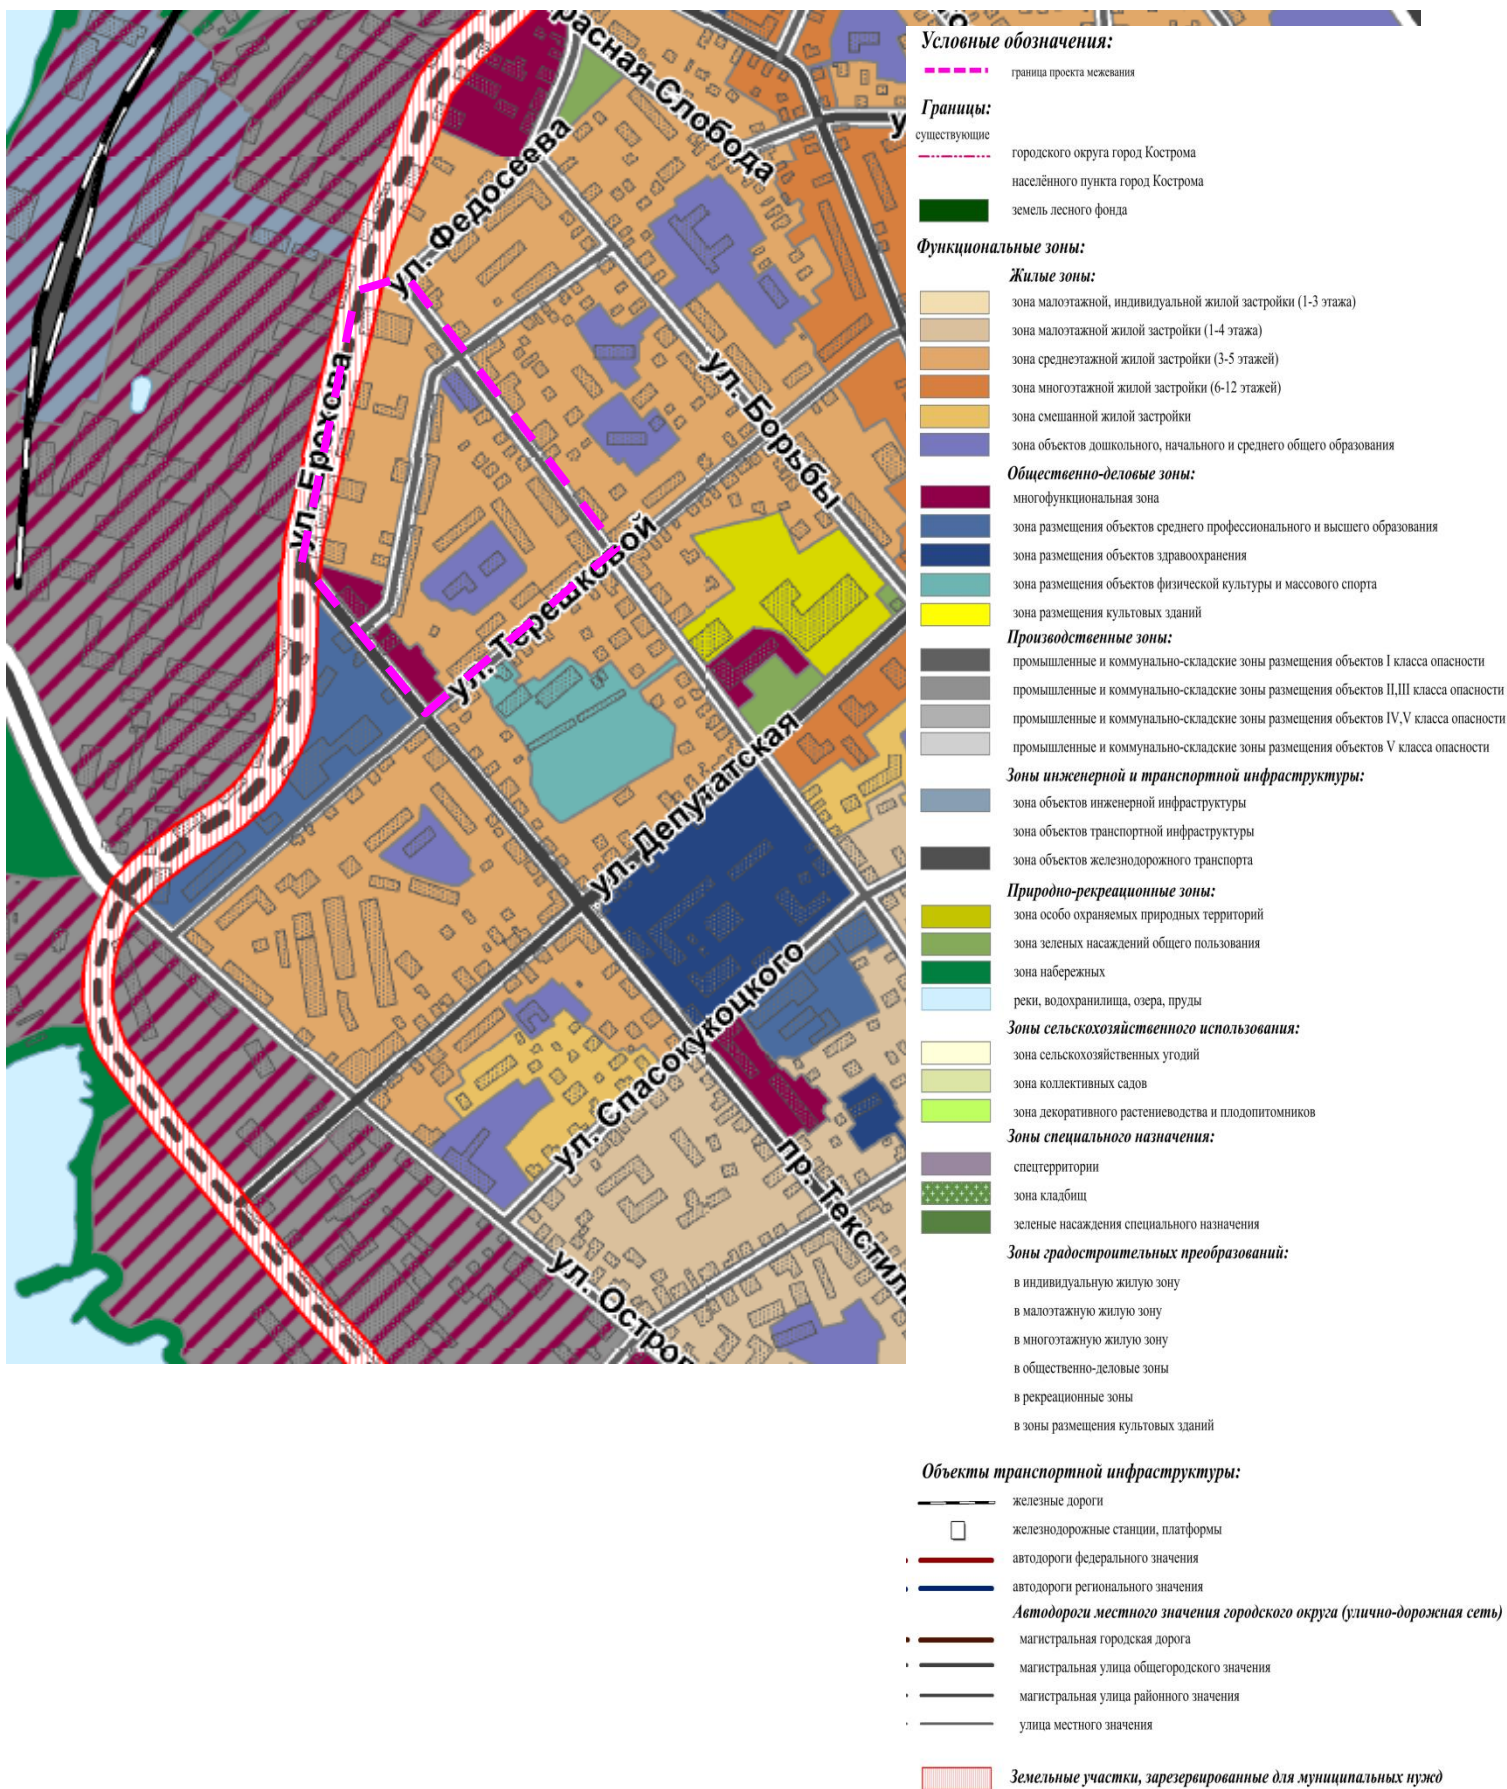 красная Слобода
ул. Федосеева
ул. Ерохова
ул. Борьбы
ул. Терешковой
ул. Депутатская
ул. Спасокукоцкого
пр. Текстил
ул. Остров
Условные обозначения:
граница проекта межевания
Границы:
существующие
городского округа город Кострома
населённого пункта город Кострома
земель лесного фонда
Функциональные зоны:
Жилые зоны:
зона малоэтажной, индивидуальной жилой застройки (1-3 этажа)
зона малоэтажной жилой застройки (1-4 этажа)
зона среднеэтажной жилой застройки (3-5 этажей)
зона многоэтажной жилой застройки (6-12 этажей)
зона смешанной жилой застройки
зона объектов дошкольного, начального и среднего общего образования
Общественно-деловые зоны:
многофункциональная зона
зона размещения объектов среднего профессионального и высшего образования
зона размещения объектов здравоохранения
зона размещения объектов физической культуры и массового спорта
зона размещения культовых зданий
Производственные зоны:
промышленные и коммунально-складские зоны размещения объектов I класса опасности
промышленные и коммунально-складские зоны размещения объектов II,III класса опасности
промышленные и коммунально-складские зоны размещения объектов IV,V класса опасности
промышленные и коммунально-складские зоны размещения объектов V класса опасности
Зоны инженерной и транспортной инфраструктуры:
зона объектов инженерной инфраструктуры
зона объектов транспортной инфраструктуры
зона объектов железнодорожного транспорта
Природно-рекреационные зоны:
зона особо охраняемых природных территорий
зона зеленых насаждений общего пользования
зона набережных
реки, водохранилища, озера, пруды
Зоны сельскохозяйственного использования:
зона сельскохозяйственных угодий
зона коллективных садов
зона декоративного растениеводства и плодопитомников
Зоны специального назначения:
спецтерритории
зона кладбищ
зеленые насаждения специального назначения
Зоны градостроительных преобразований:
в индивидуальную жилую зону
в малоэтажную жилую зону
в многоэтажную жилую зону
в общественно-деловые зоны
в рекреационные зоны
в зоны размещения культовых зданий
Объекты транспортной инфраструктуры:
железные дороги
железнодорожные станции, платформы
автодороги федерального значения
автодороги регионального значения
Автодороги местного значения городского округа (улично-дорожная сеть)
магистральная городская дорога
магистральная улица общегородского значения
магистральная улица районного значения
улица местного значения
Земельные участки, зарезервированные для муниципальных нужд